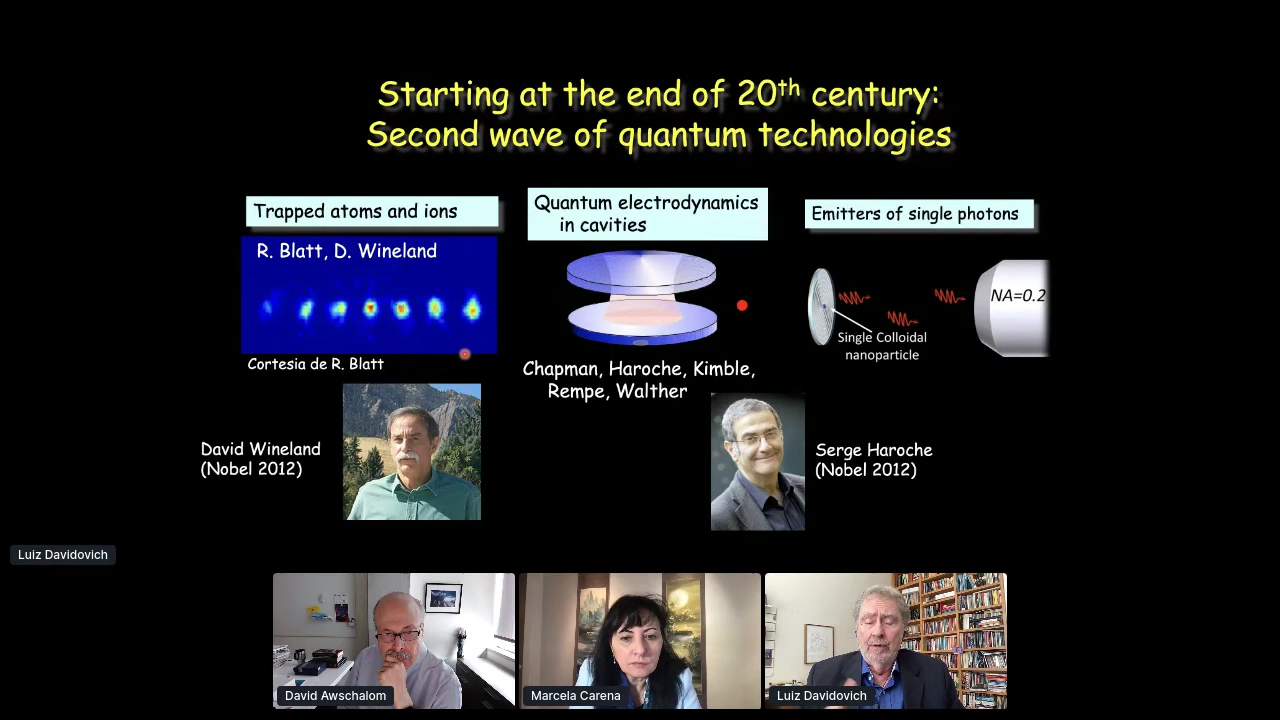 Starting at the end of 20th century:
Second wave of quantum technologies
Trapped atoms and ions
Quantum electrodynamics
in cavities
Emitters of single photons
R. Blatt, D. Wineland
NA=0.2
Single Colloidal
nanoparticle
Cortesia de R. Blatt
Chapman, Haroche, Kimble,
Rempe, Walther
David Wineland
(Nobel 2012)
Serge Haroche
(Nobel 2012)
Luiz Davidovich
David Awschalom
Marcela Carena
Luiz Davidovich